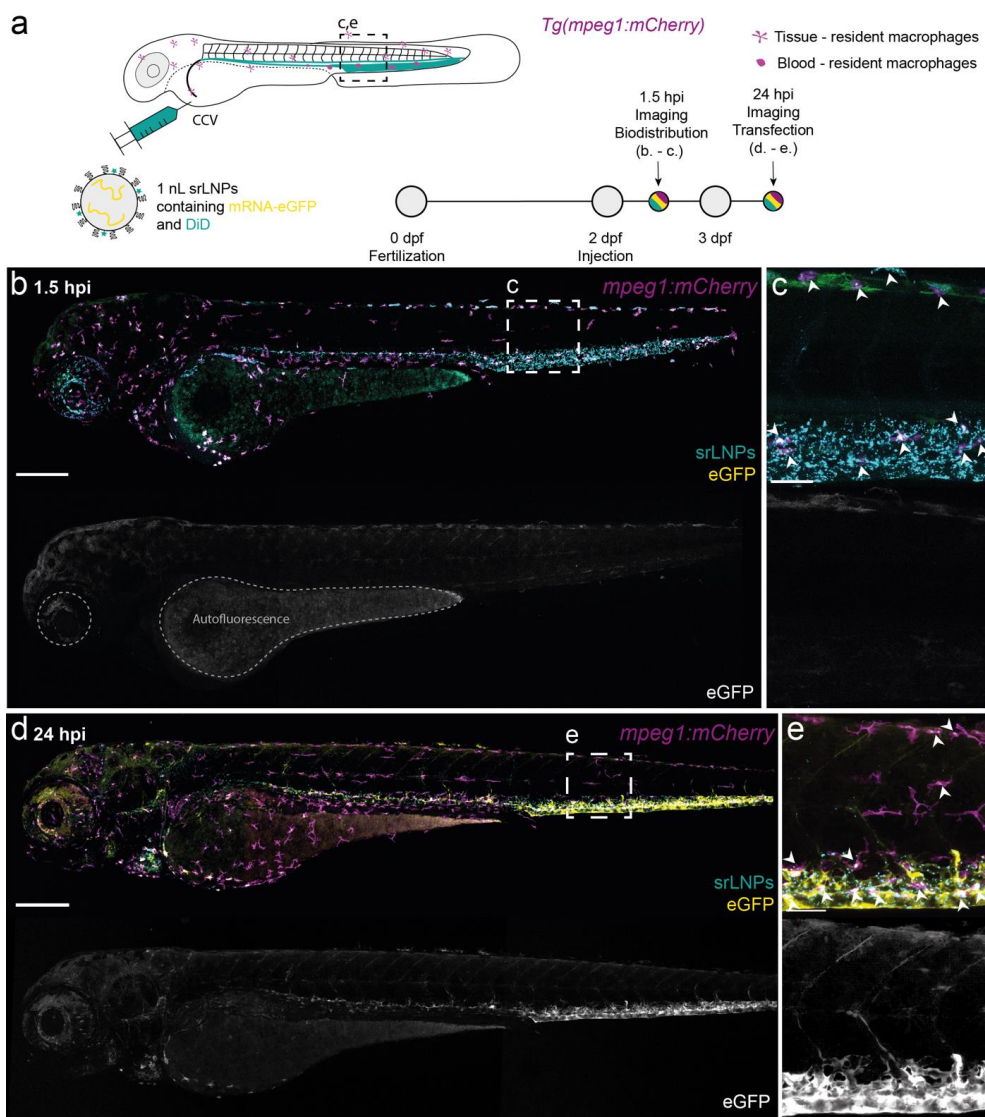 a
c,e
Tg(mpeg1:mCherry)
Tissue - resident macrophages
Blood - resident macrophages
CCV
1 nL srLNPs
containing mRNA-eGFP
and DiD
1.5 hpi
Imaging
Biodistribution
(b. - c.)
24 hpi
Imaging
Transfection
(d. - e.)
0 dpf
Fertilization
2 dpf
Injection
3 dpf
b 1.5 hpi
c
mpeg1:mCherry
srLNPs
eGFP
Autofluorescence
eGFP
c
d 24 hpi
e
mpeg1:mCherry
srLNPs
eGFP
eGFP
e